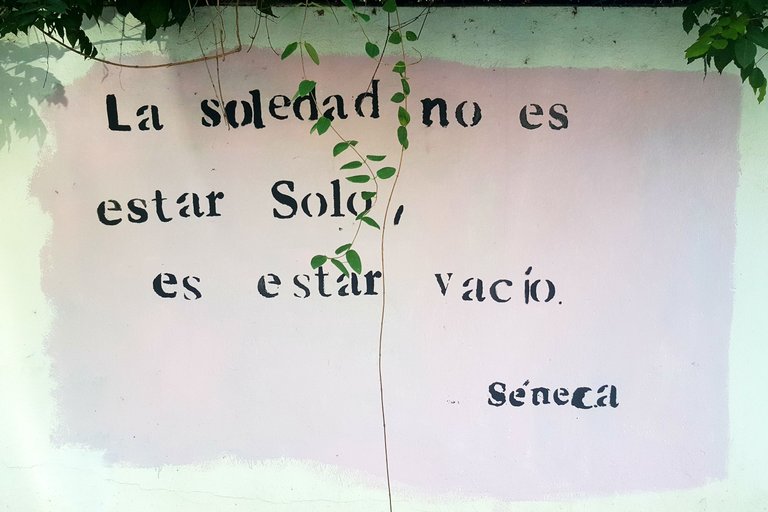 La soledad no es
estar Solo,
es estar vacío.
Séneca